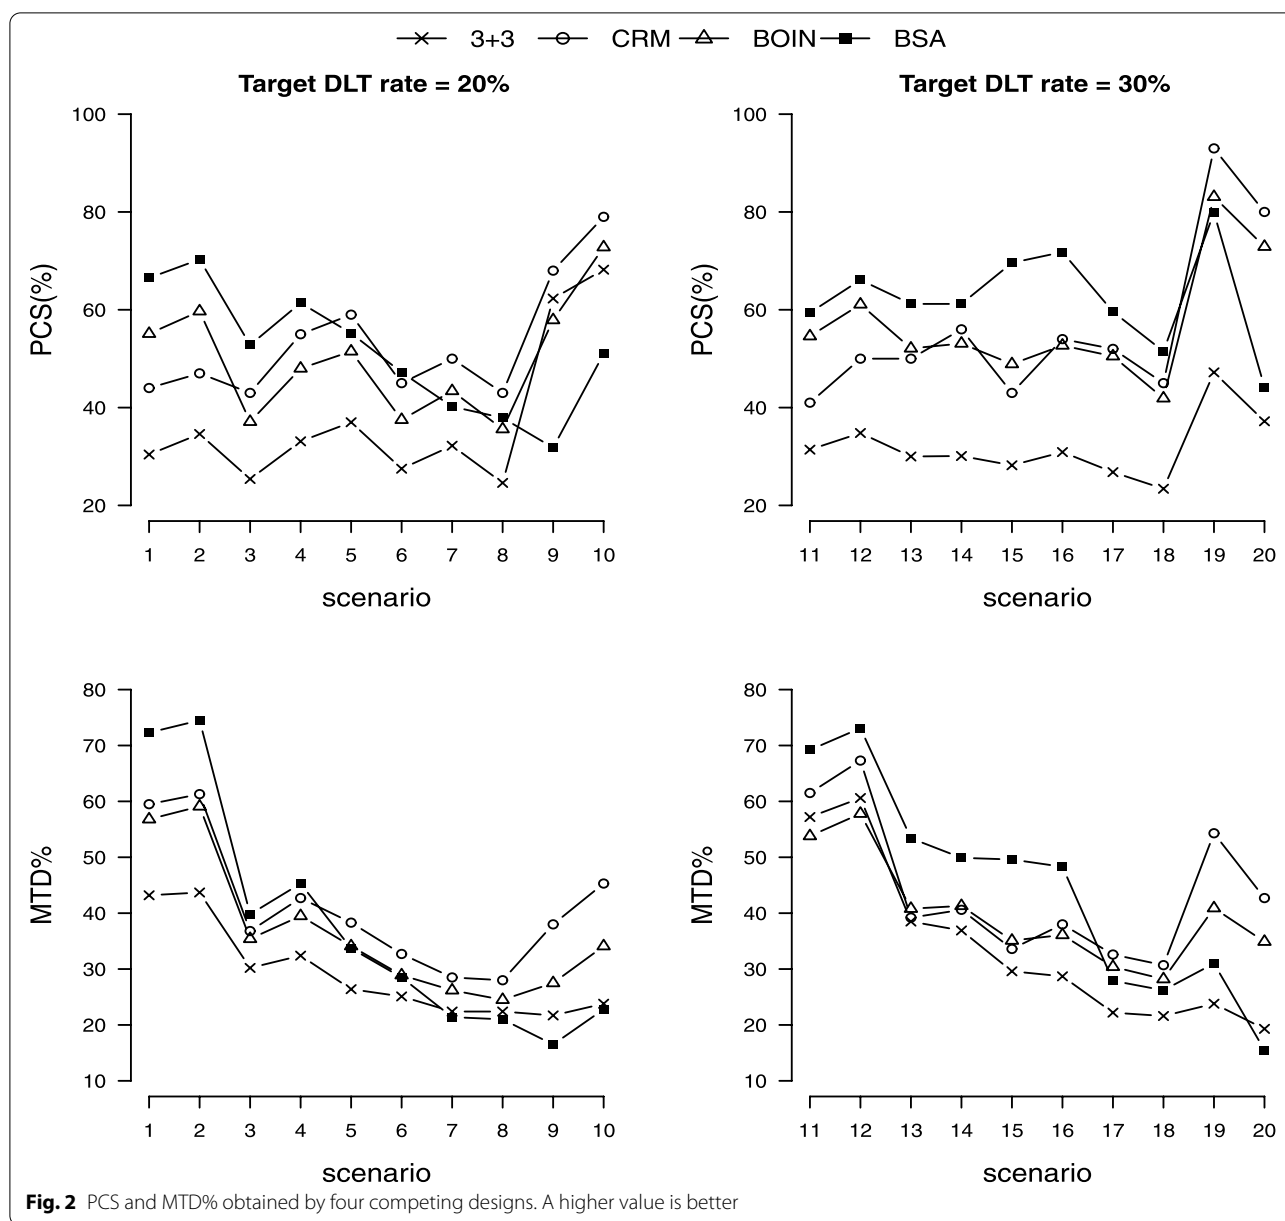 3+3 CRM BOIN BSA
Target DLT rate = 20%
Target DLT rate = 30%
PCS(%)
100
80
60
40
20
1 2 3 4 5 6 7 8 9 10
scenario
PCS(%)
100
80
60
40
20
11 12 13 14 15 16 17 18 19 20
scenario
MTD%
80
70
60
50
40
30
20
10
1 2 3 4 5 6 7 8 9 10
scenario
MTD%
80
70
60
50
40
30
20
10
11 12 13 14 15 16 17 18 19 20
scenario
Fig. 2 PCS and MTD% obtained by four competing designs. A higher value is better